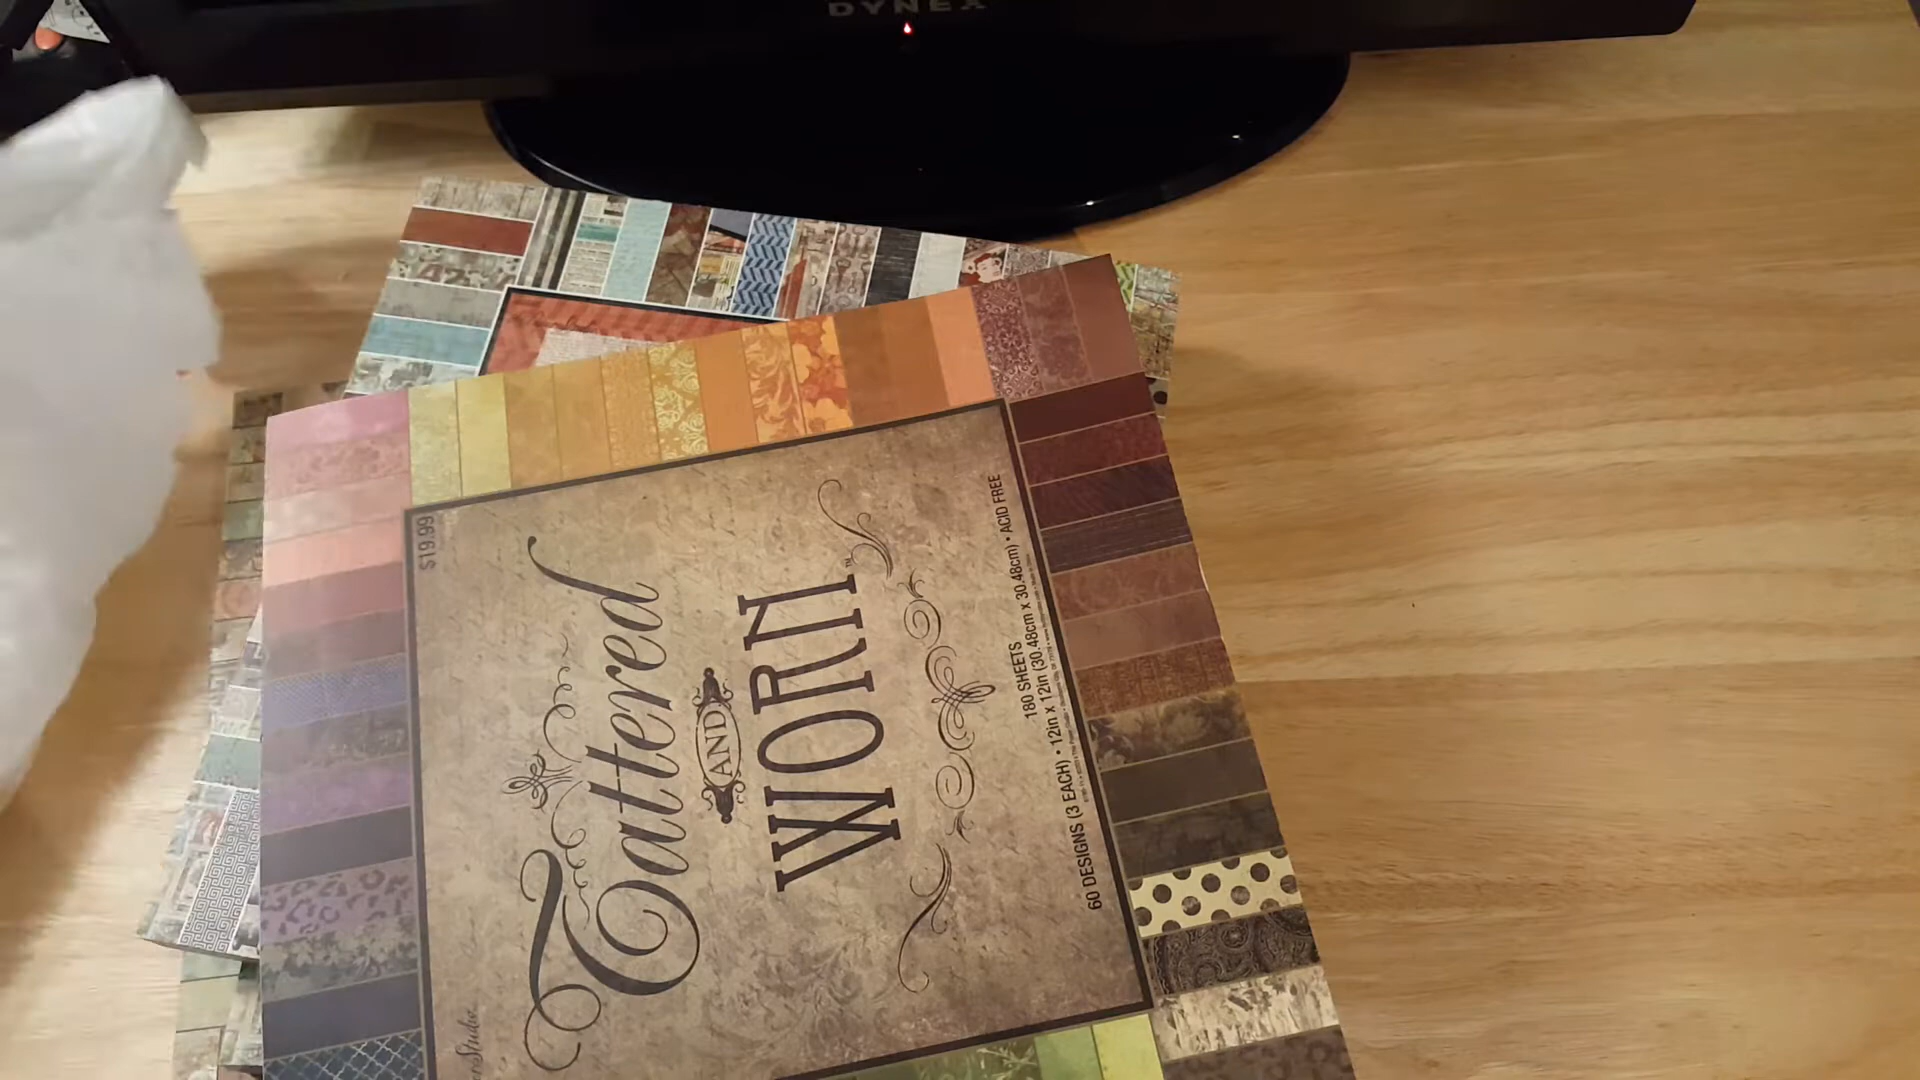 DYNEX
$19.99
Tattered
AND
WORN™
180 SHEETS
60 DESIGNS (3 EACH) • 12in x 12in (30.48cm x 30.48cm) • ACID FREE